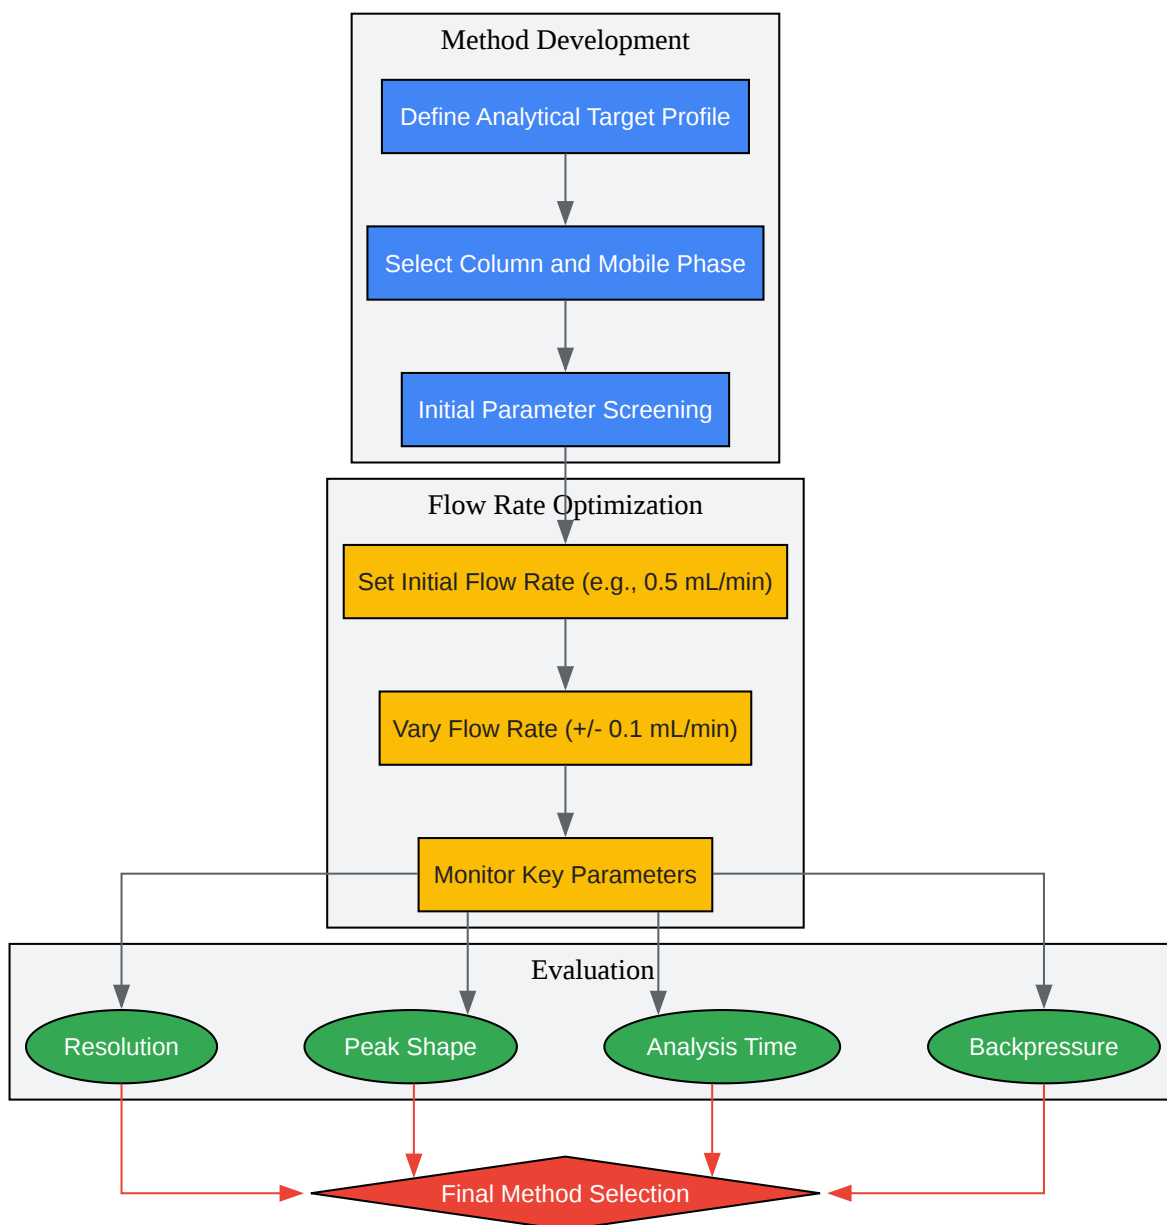 Method Development
Define Analytical Target Profile
Select Column and Mobile Phase
Initial Parameter Screening
Flow Rate Optimization
Set Initial Flow Rate (e.g., 0.5 mL/min)
Vary Flow Rate (+/- 0.1 mL/min)
Monitor Key Parameters
Evaluation
Resolution
Peak Shape
Analysis Time
Backpressure
Final Method Selection